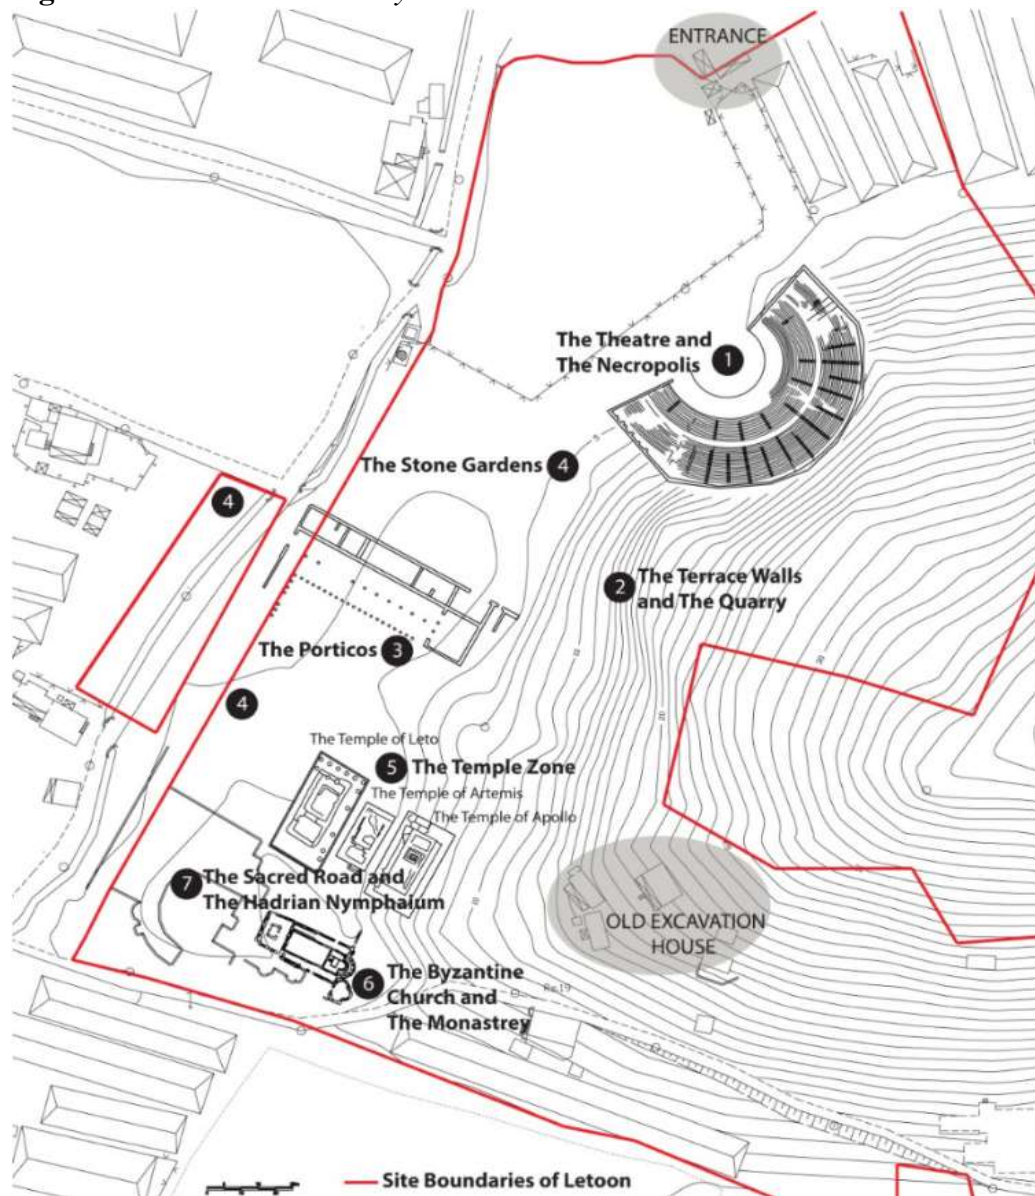 ENTRANCE
The Theatre and
The Necropolis
1
The Stone Gardens 4
4
2 The Terrace Walls
and The Quarry
The Porticos 3
4
The Temple of Leto
5 The Temple Zone
The Temple of Artemis
The Temple of Apollo
7 The Sacred Road and
The Hadrian Nymphaium
OLD EXCAVATION
HOUSE
6 The Byzantine
Church and
The Monastrey
Site Boundaries of Letoon